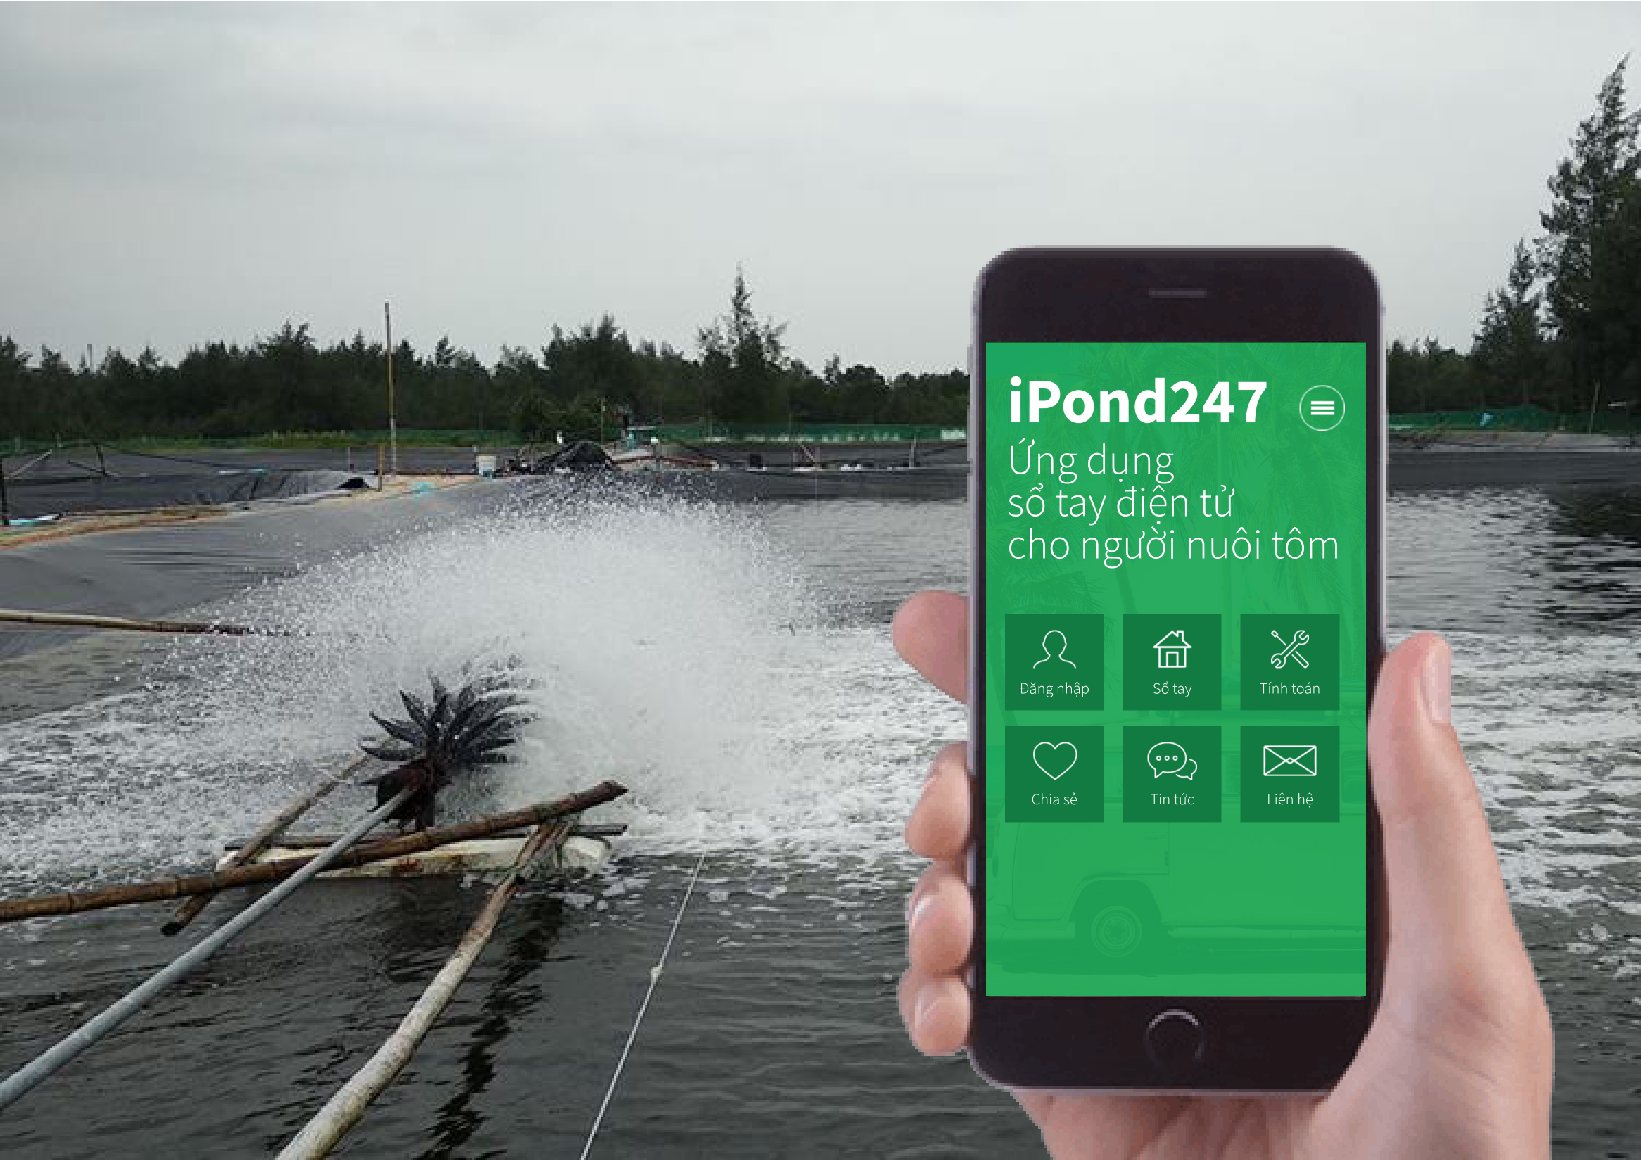 iPond247
Ứng dụng
sổ tay điện tử
cho người nuôi tôm
Đăng nhập
Sổ tay
Tính toán
Chia sẻ
Tin tức
Liên hệ